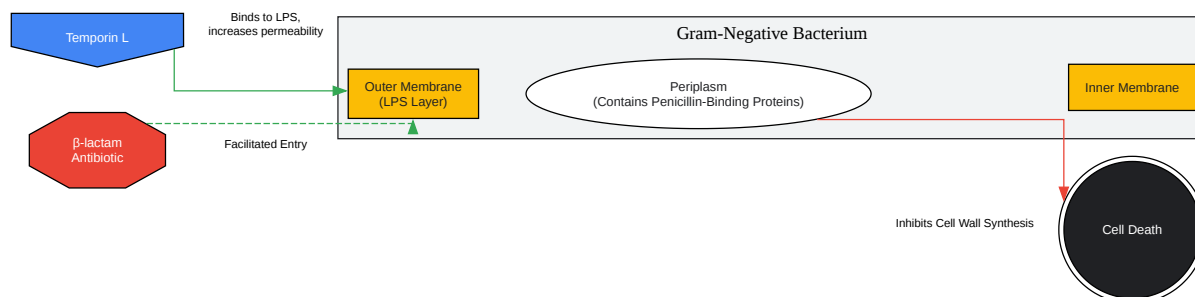 Temporin L
Binds to LPS,
increases permeability
Gram-Negative Bacterium
Outer Membrane
(LPS Layer)
Periplasm
(Contains Penicillin-Binding Proteins)
Inner Membrane
β-lactam
Antibiotic
Facilitated Entry
Inhibits Cell Wall Synthesis
Cell Death